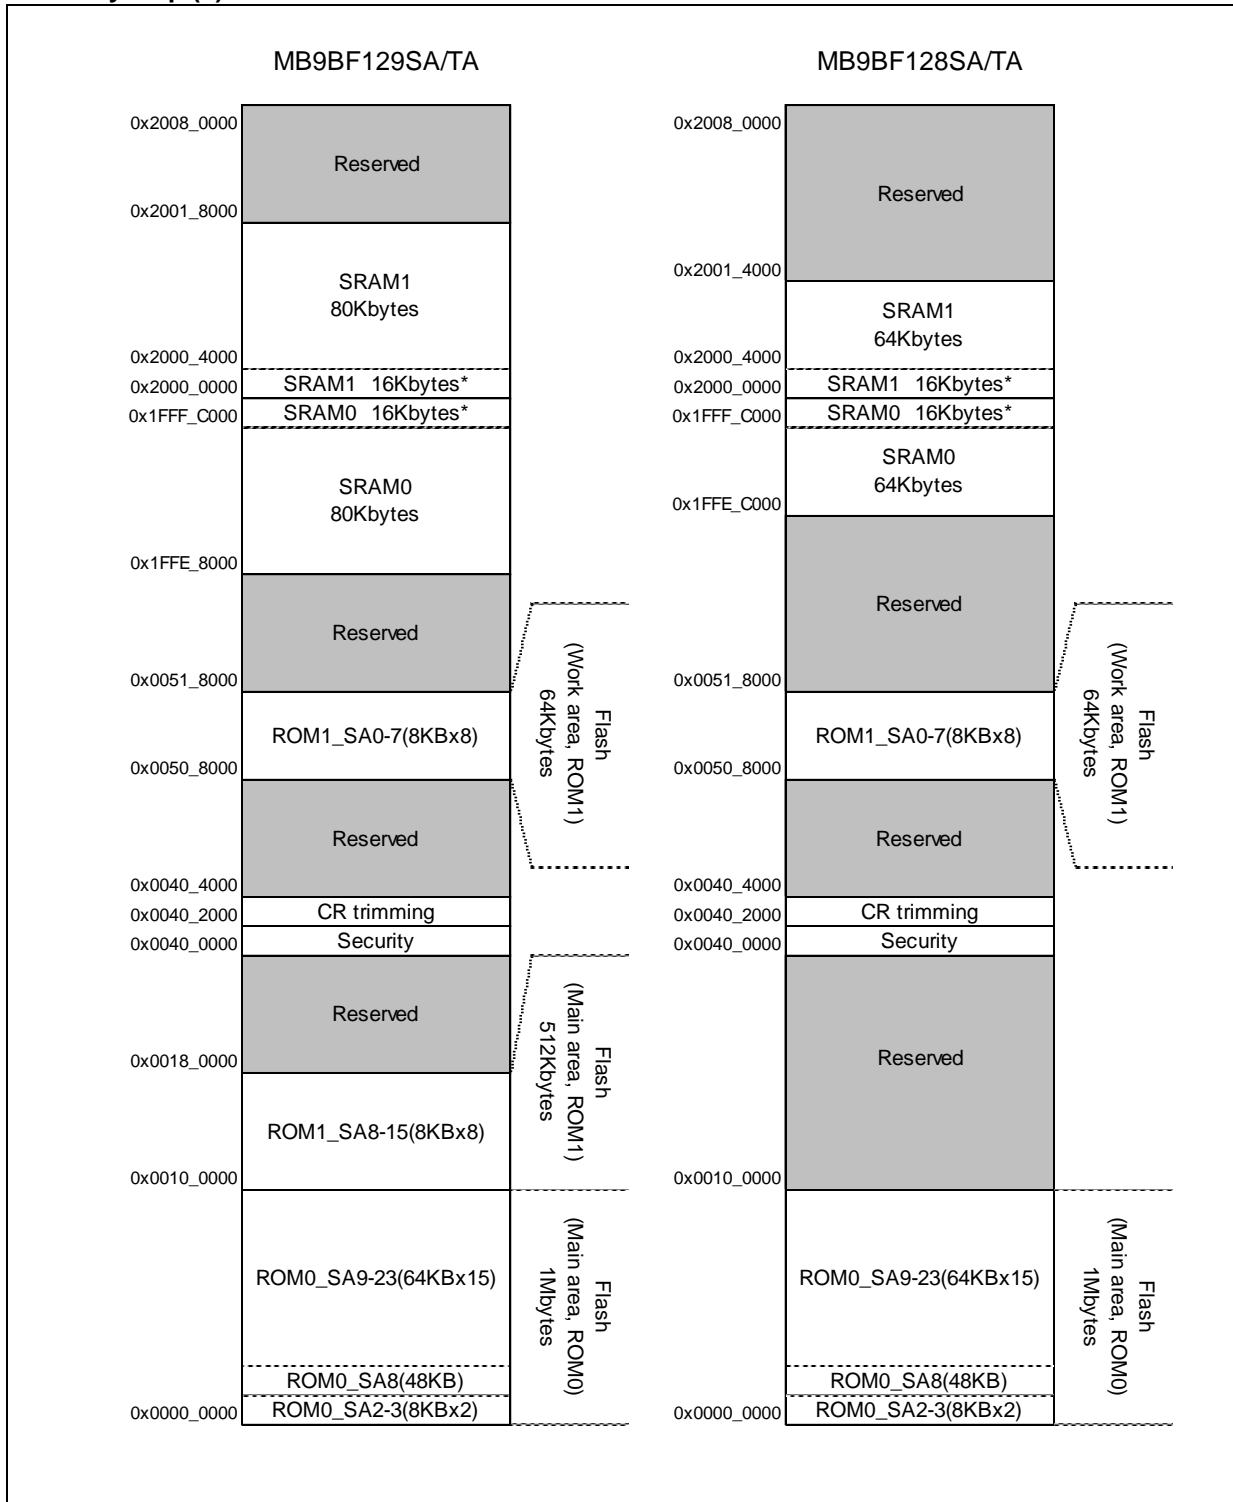 MB9BF129SA/TA
0x2008_0000
Reserved
0x2001_8000
SRAM1
80Kbytes
0x2000_4000
SRAM1 16Kbytes*
0x2000_0000
SRAM0 16Kbytes*
0x1FFF_C000
SRAM0
80Kbytes
0x1FFE_8000
Reserved
0x0051_8000
ROM1_SA0-7(8KBx8)
0x0050_8000
Reserved
0x0040_4000
CR trimming
0x0040_2000
Security
0x0040_0000
Reserved
0x0018_0000
ROM1_SA8-15(8KBx8)
0x0010_0000
ROM0_SA9-23(64KBx15)
ROM0_SA8(48KB)
ROM0_SA2-3(8KBx2)
0x0000_0000
Flash
(Work area, ROM1)
64Kbytes
Flash
(Main area, ROM1)
512Kbytes
Flash
(Main area, ROM0)
1Mbytes
MB9BF128SA/TA
0x2008_0000
Reserved
0x2001_4000
SRAM1
64Kbytes
0x2000_4000
SRAM1 16Kbytes*
0x2000_0000
SRAM0 16Kbytes*
0x1FFF_C000
SRAM0
64Kbytes
0x1FFE_C000
Reserved
0x0051_8000
ROM1_SA0-7(8KBx8)
0x0050_8000
Reserved
0x0040_4000
CR trimming
0x0040_2000
Security
0x0040_0000
Reserved
0x0010_0000
ROM0_SA9-23(64KBx15)
ROM0_SA8(48KB)
ROM0_SA2-3(8KBx2)
0x0000_0000
Flash
(Work area, ROM1)
64Kbytes
Flash
(Main area, ROM0)
1Mbytes